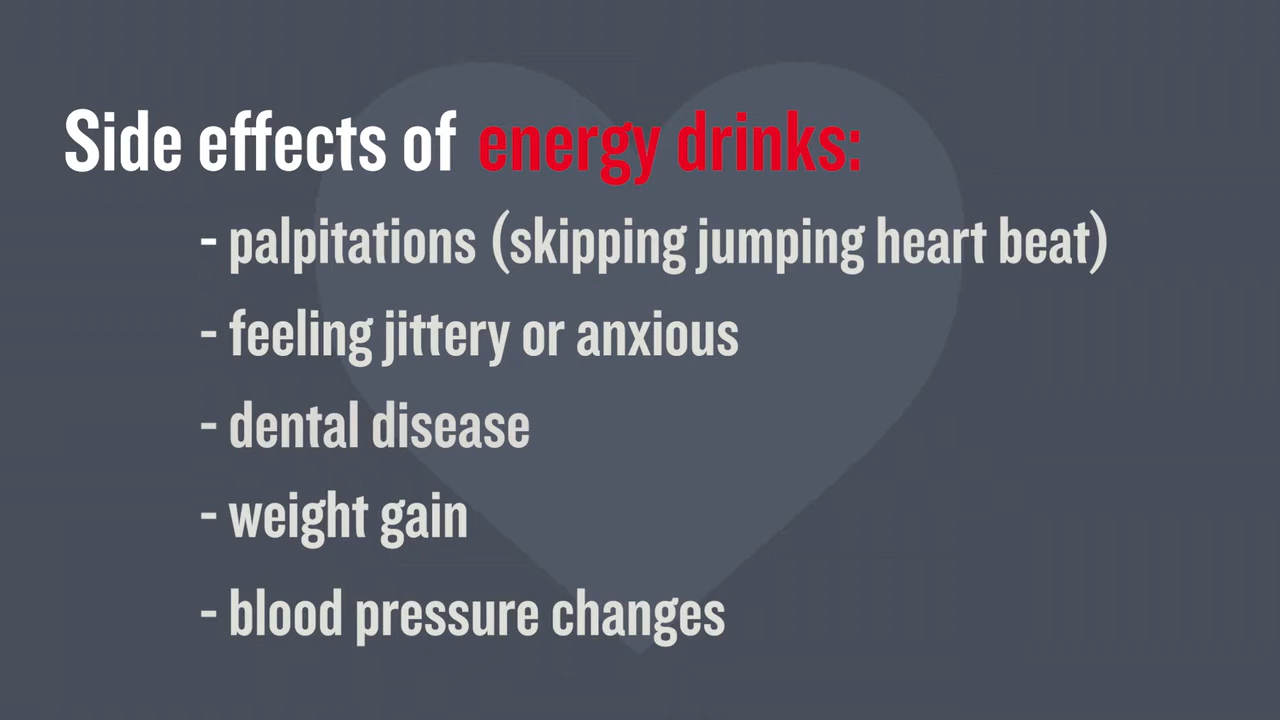 Side effects of energy drinks:
- palpitations (skipping jumping heart beat)
- feeling jittery or anxious
- dental disease
- weight gain
- blood pressure changes